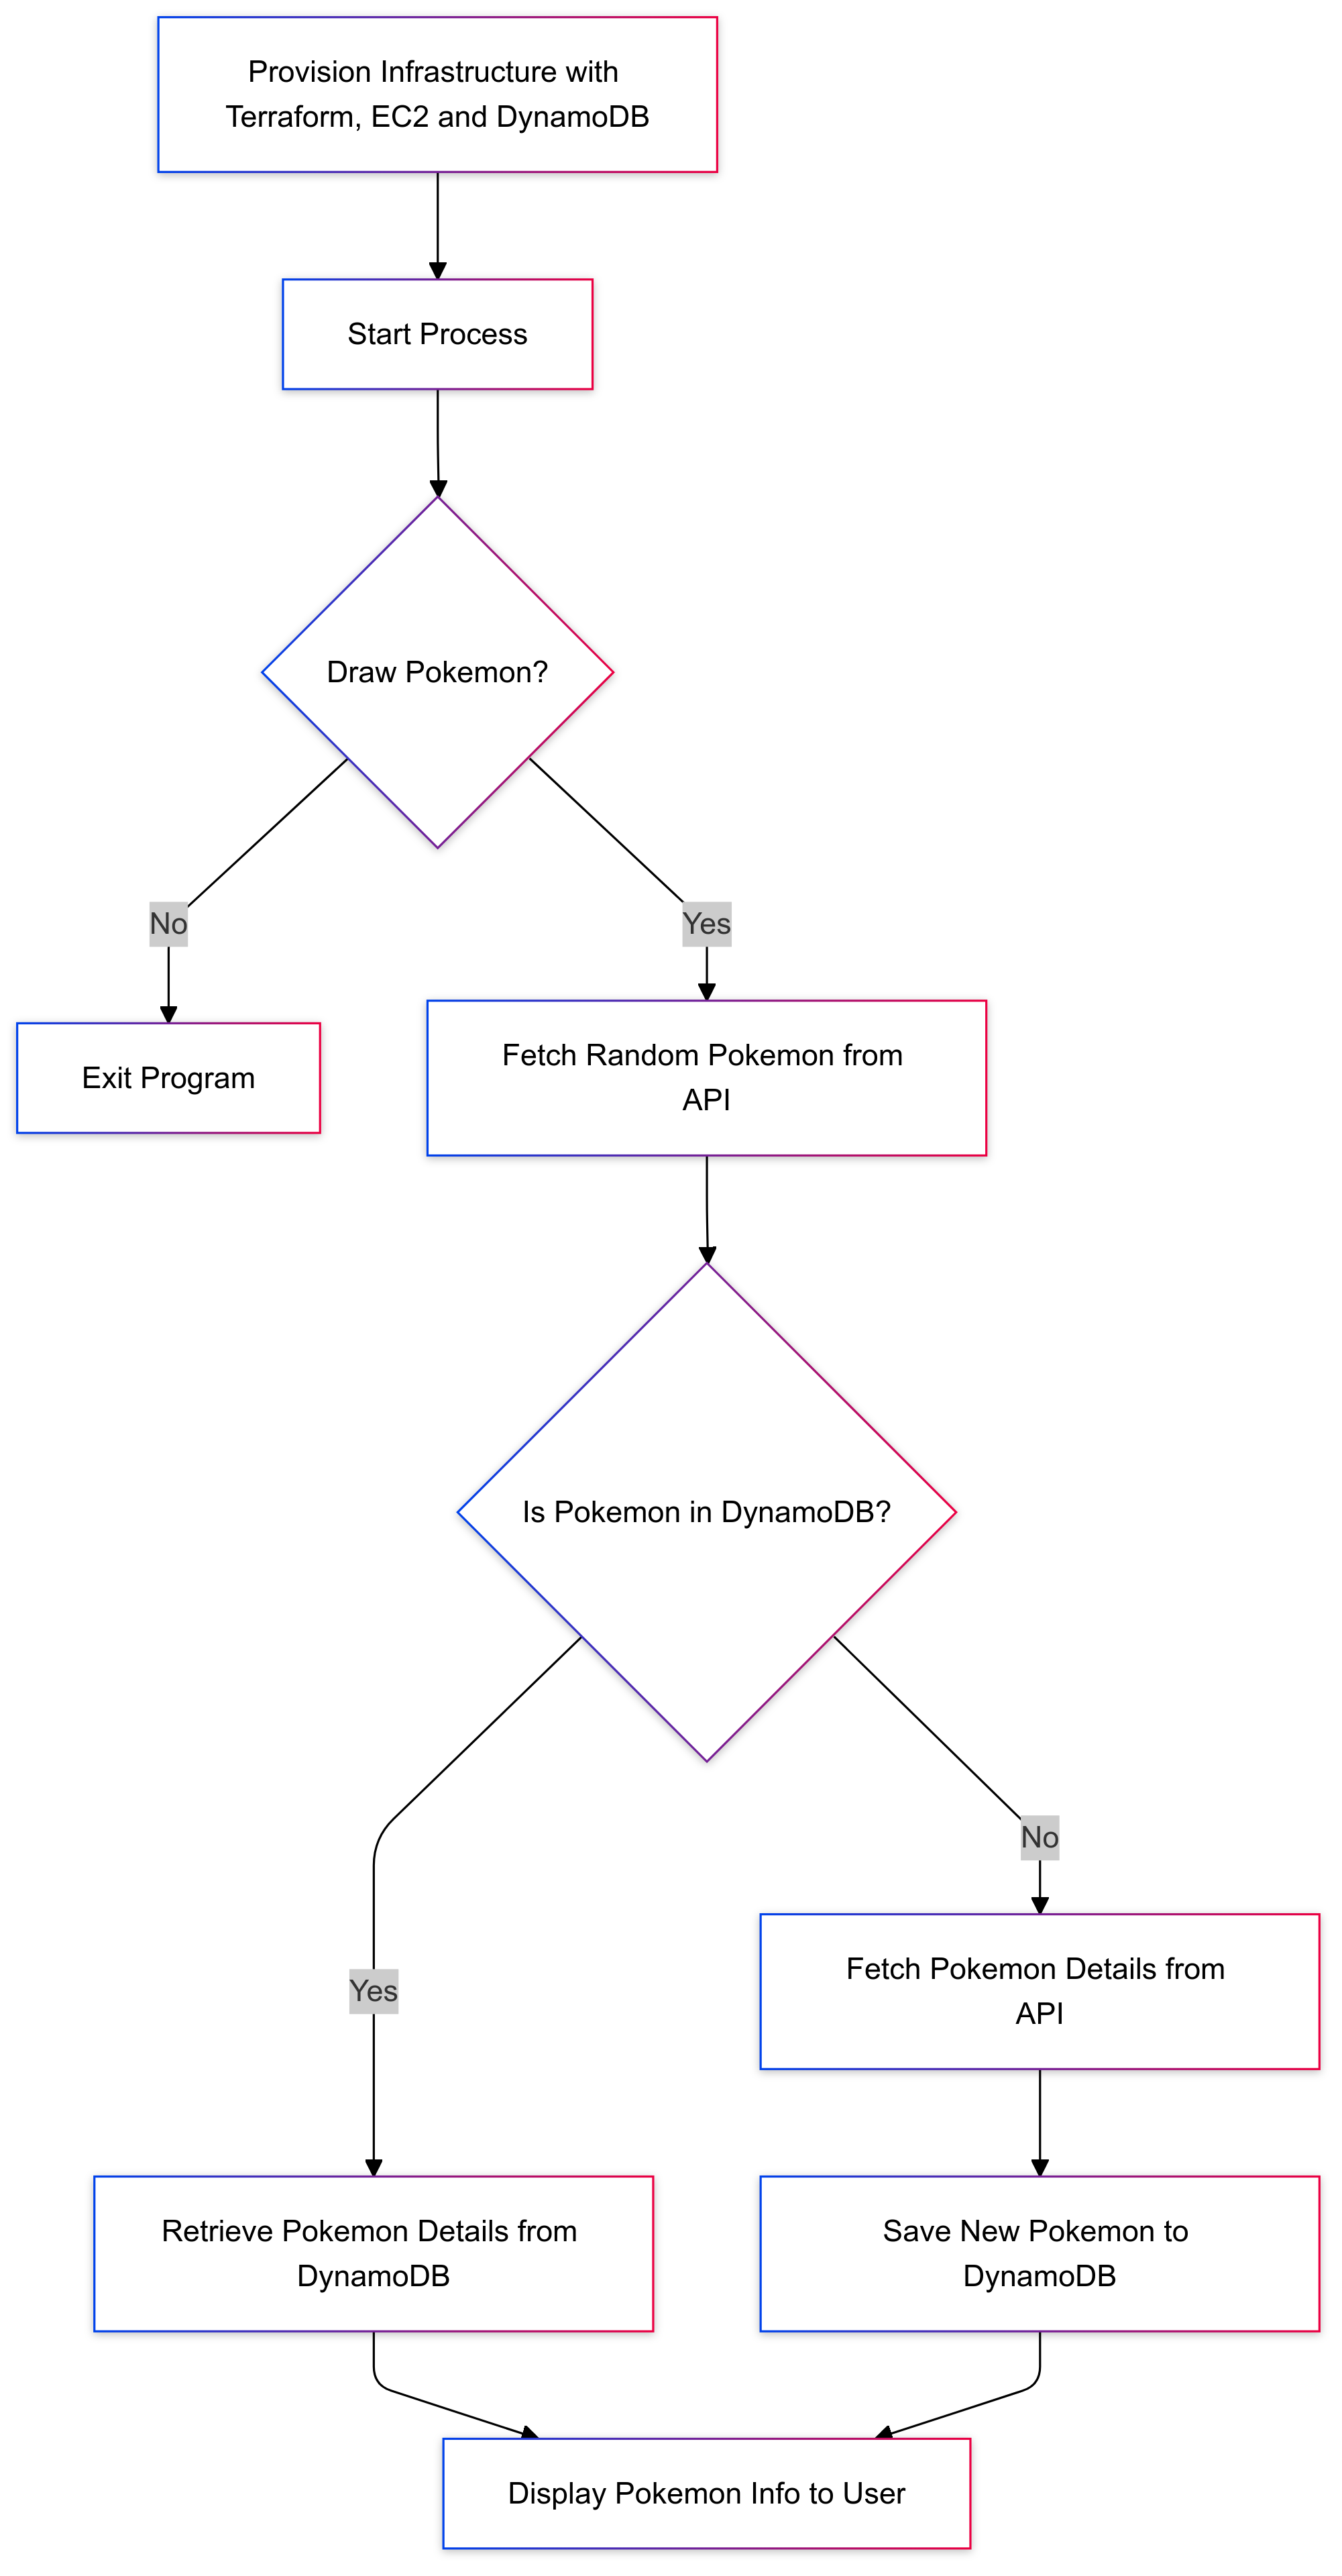 Provision Infrastructure with
Terraform, EC2 and DynamoDB
Start Process
Draw Pokemon?
No
Yes
Exit Program
Fetch Random Pokemon from
API
Is Pokemon in DynamoDB?
No
Yes
Fetch Pokemon Details from
API
Retrieve Pokemon Details from
DynamoDB
Save New Pokemon to
DynamoDB
Display Pokemon Info to User